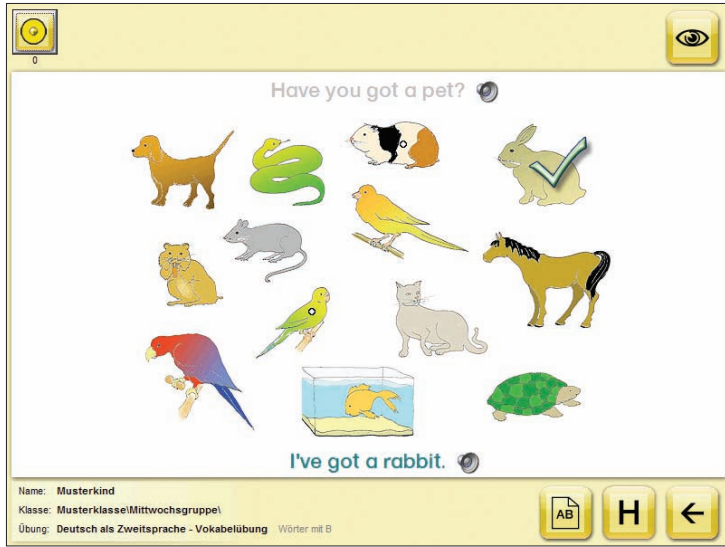 0
Have you got a pet?
I've got a rabbit.
Name: Musterkind
Klasse: Musterklasse\Mittwochsgruppe\
Übung: Deutsch als Zweitsprache - Vokabelübung Wörter mit B
AB
H